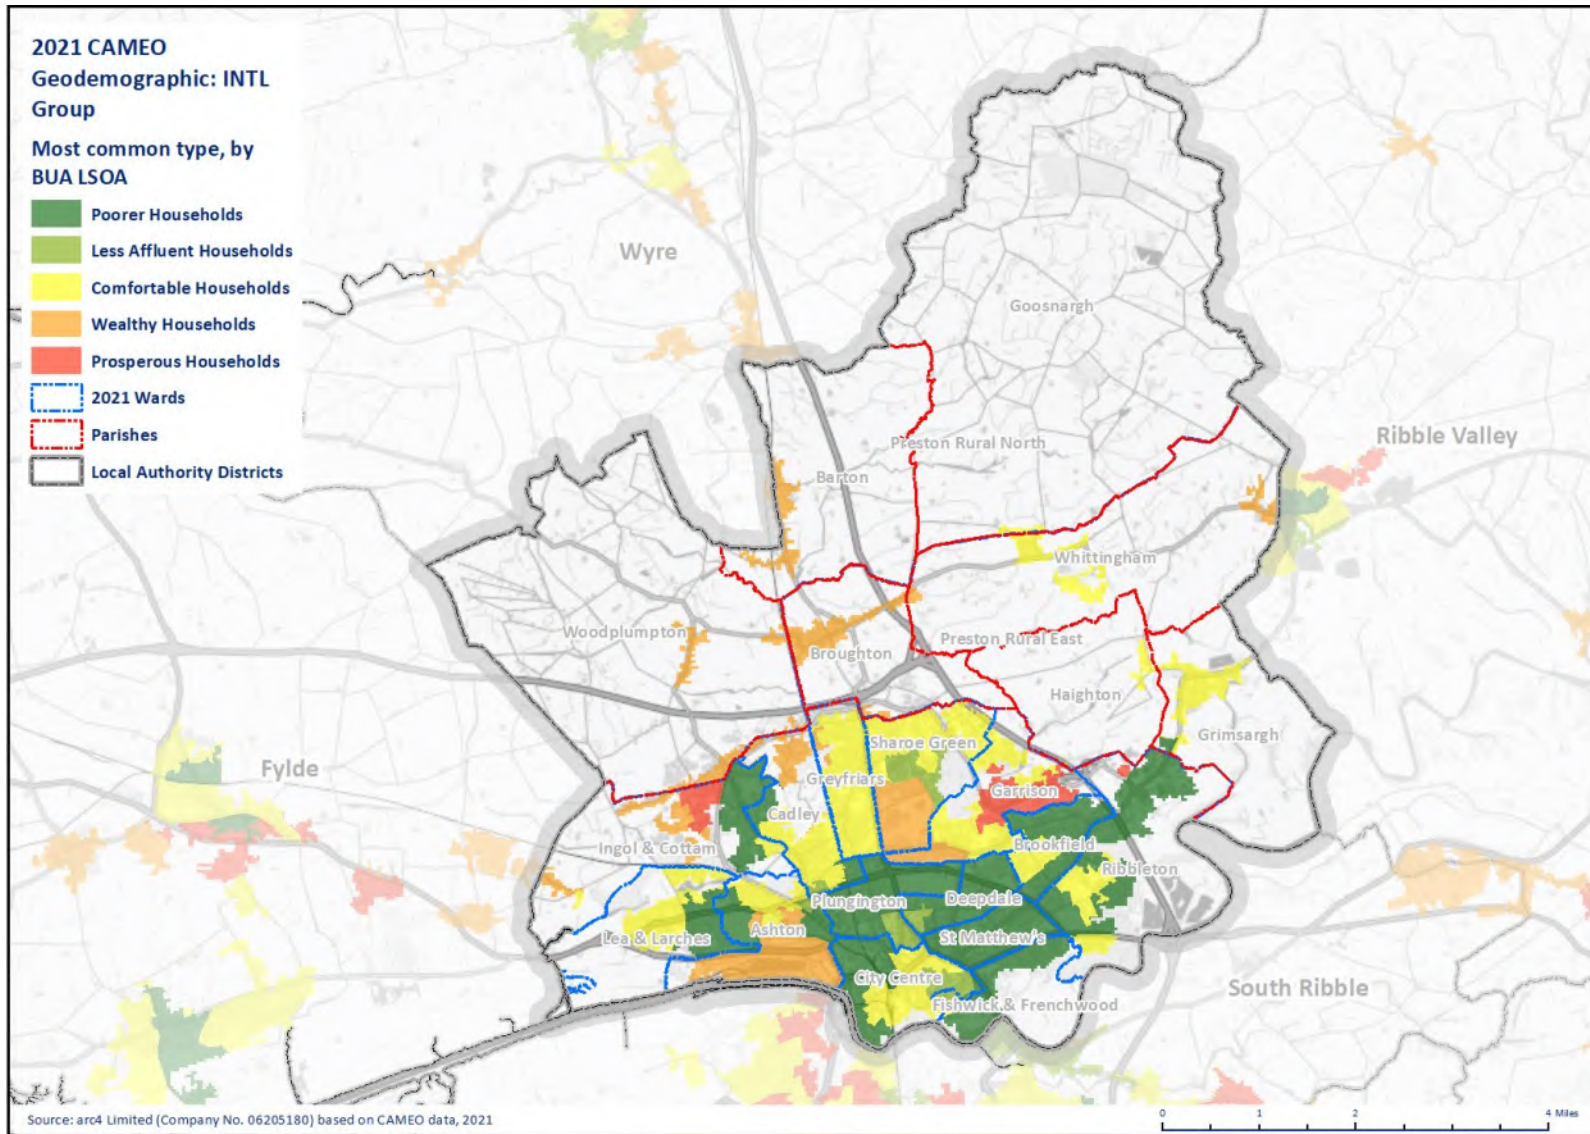 2021 CAMEO
Geodemographic: INTL
Group
Most common type, by
BUA LSOA
Poorer Households
Less Affluent Households
Comfortable Households
Wealthy Households
Prosperous Households
2021 Wards
Parishes
Local Authority Districts
Wyre
Goosnargh
Ribble Valley
Preston Rural North
Barton
Whittingham
Woodplumpton
Preston Rural East
Broughton
Haighton
Grimsargh
Sharoe Green
Fylde
Greyfriars
Garrison
Cadley
Ingol & Cottam
Brookfield
Ribbleton
Plungington
Deepdale
Ashton
Lea & Larches
St Matthew's
City Centre
South Ribble
Fishwick & Frenchwood
Source: arc4 Limited (Company No. 06205180) based on CAMEO data, 2021
0 1 2 4 Miles